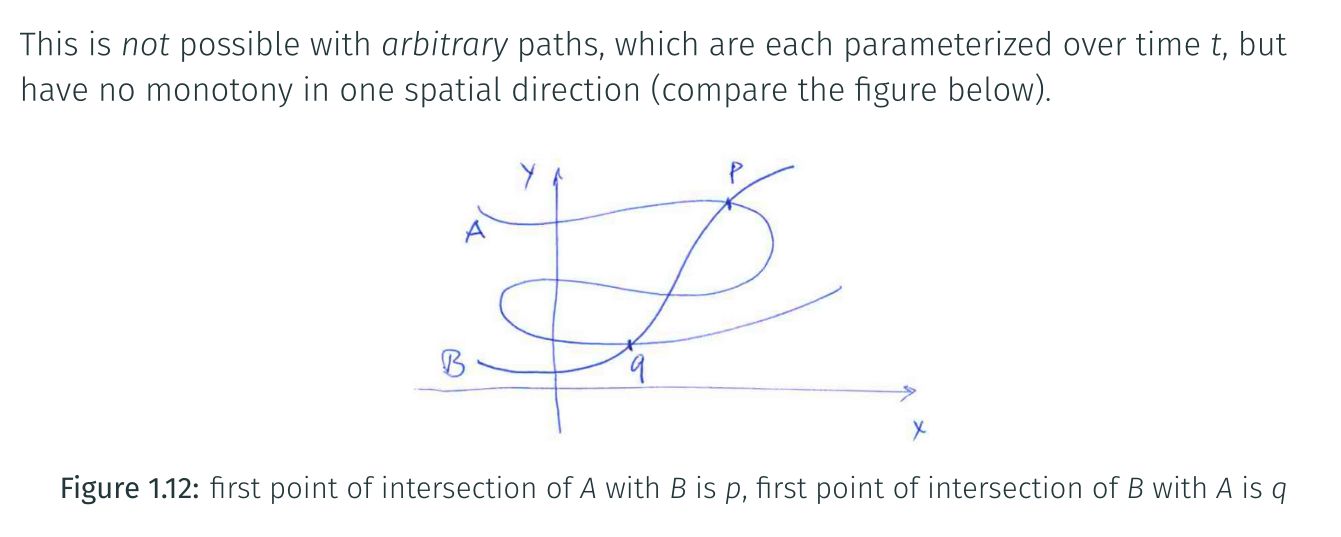 This is not possible with arbitrary paths, which are each parameterized over time t, but
have no monotony in one spatial direction (compare the figure below).
Y
P
A
B
q
x
Figure 1.12: first point of intersection of A with B is p, first point of intersection of B with A is q